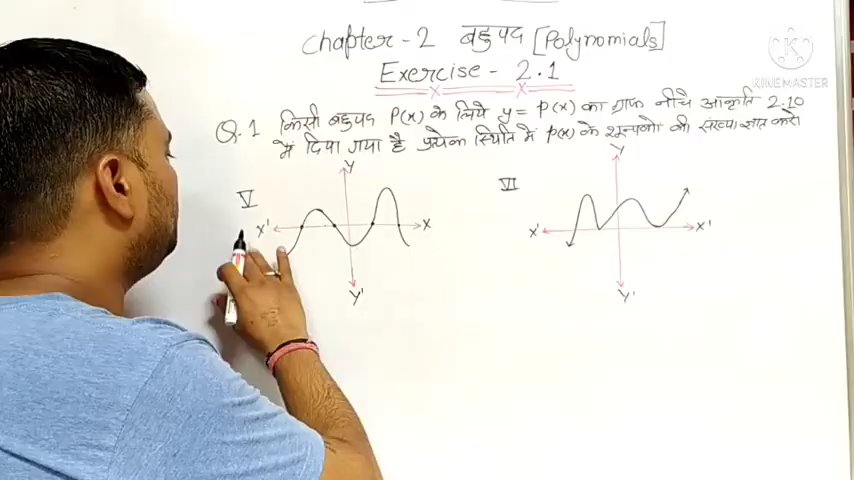 Chapter - 2 बहुपद [Polynomials]
Exercise - 2.1
Q.1 किसी बहुपद P(x) के लिये y = P(x) का ग्राफ नीचे आकृति 2.10
में दिया गया है प्रत्येक स्थिति में P(x) के शून्यको की संख्या ज्ञात करो
V
Y
X'
X
Y'
VI
Y
X'
X'
Y'
KINEMASTER